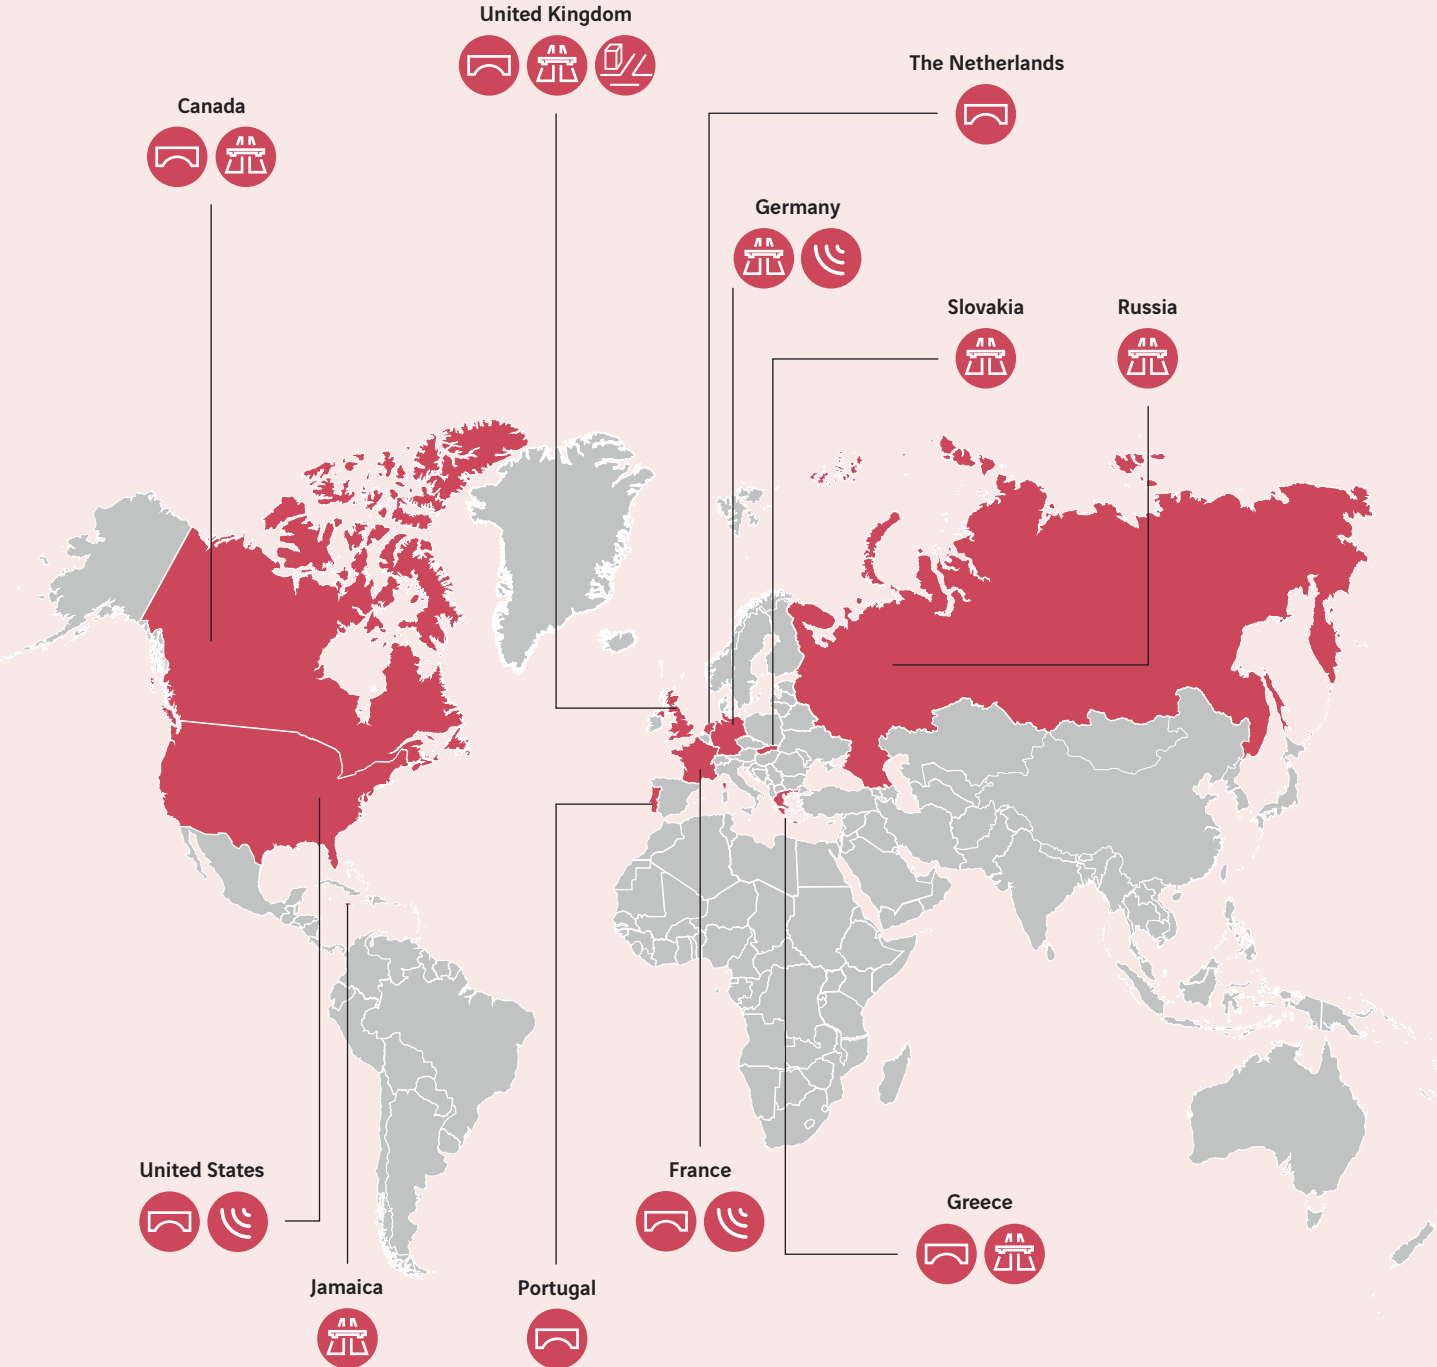 United Kingdom
The Netherlands
Canada
Germany
Slovakia
Russia
United States
France
Greece
Jamaica
Portugal